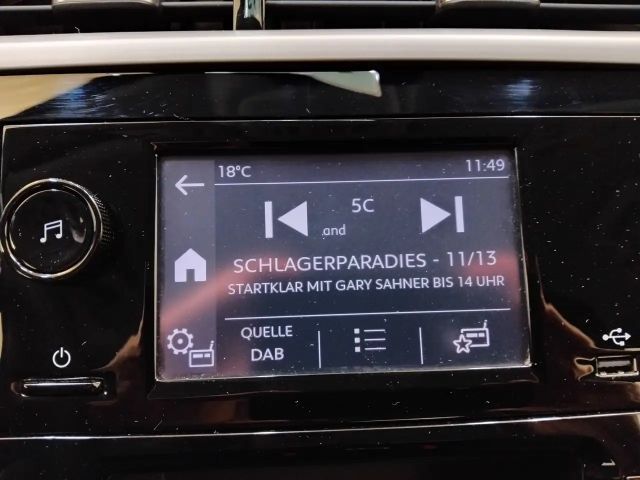 18°C 11:49
5C
.and
SCHLAGERPARADIES - 11/13
STARTKLAR MIT GARY SAHNER BIS 14 UHR
QUELLE
DAB